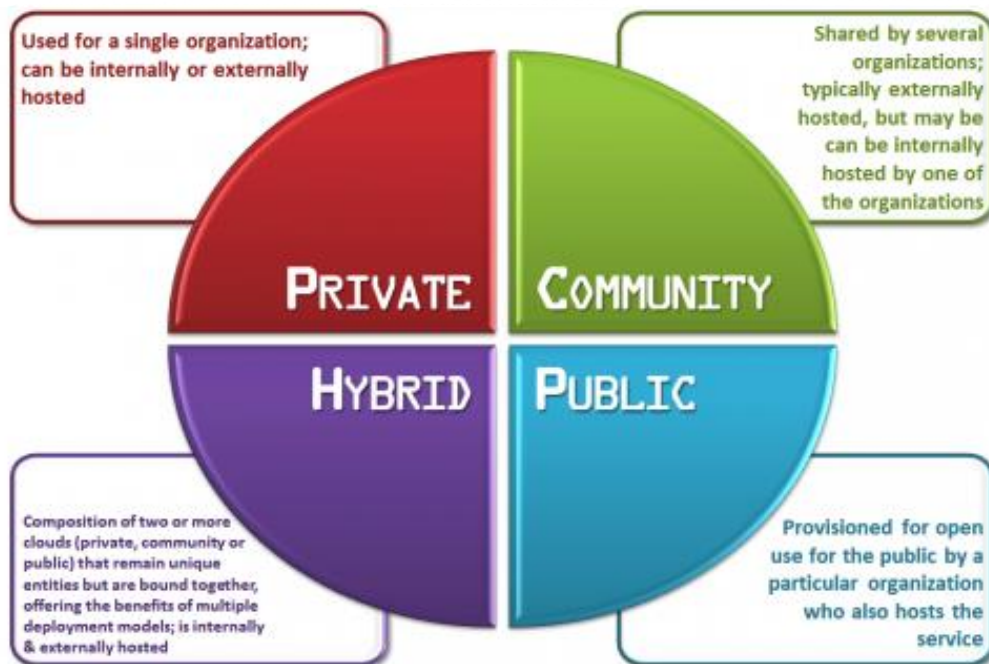 Used for a single organization;
can be internally or externally
hosted
Shared by several
organizations;
typically externally
hosted, but may be
can be internally
hosted by one of
the organizations
PRIVATE
COMMUNITY
HYBRID
PUBLIC
Composition of two or more
clouds (private, community or
public) that remain unique
entities but are bound together,
offering the benefits of multiple
deployment models; is internally
& externally hosted
Provisioned for open
use for the public by a
particular organization
who also hosts the
service